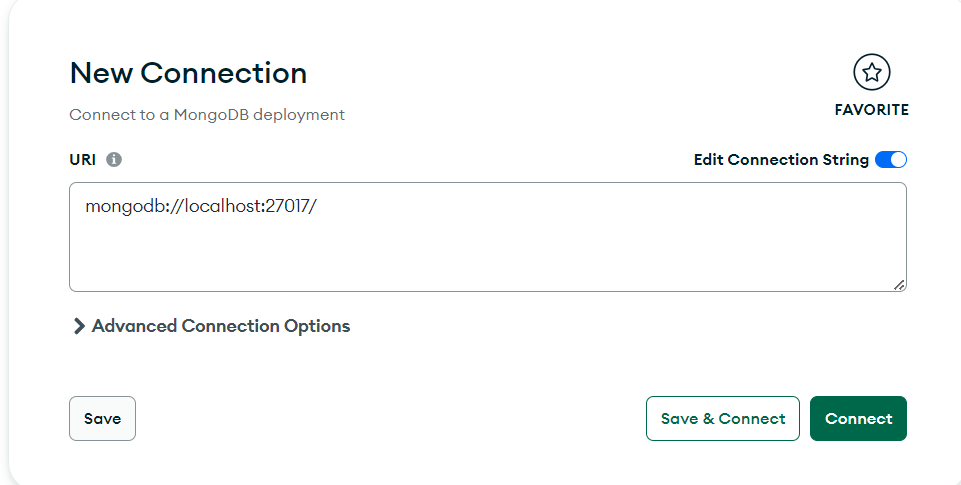 New Connection
FAVORITE
Connect to a MongoDB deployment
URI
Edit Connection String
mongodb://localhost:27017/
Advanced Connection Options
Save
Save & Connect
Connect